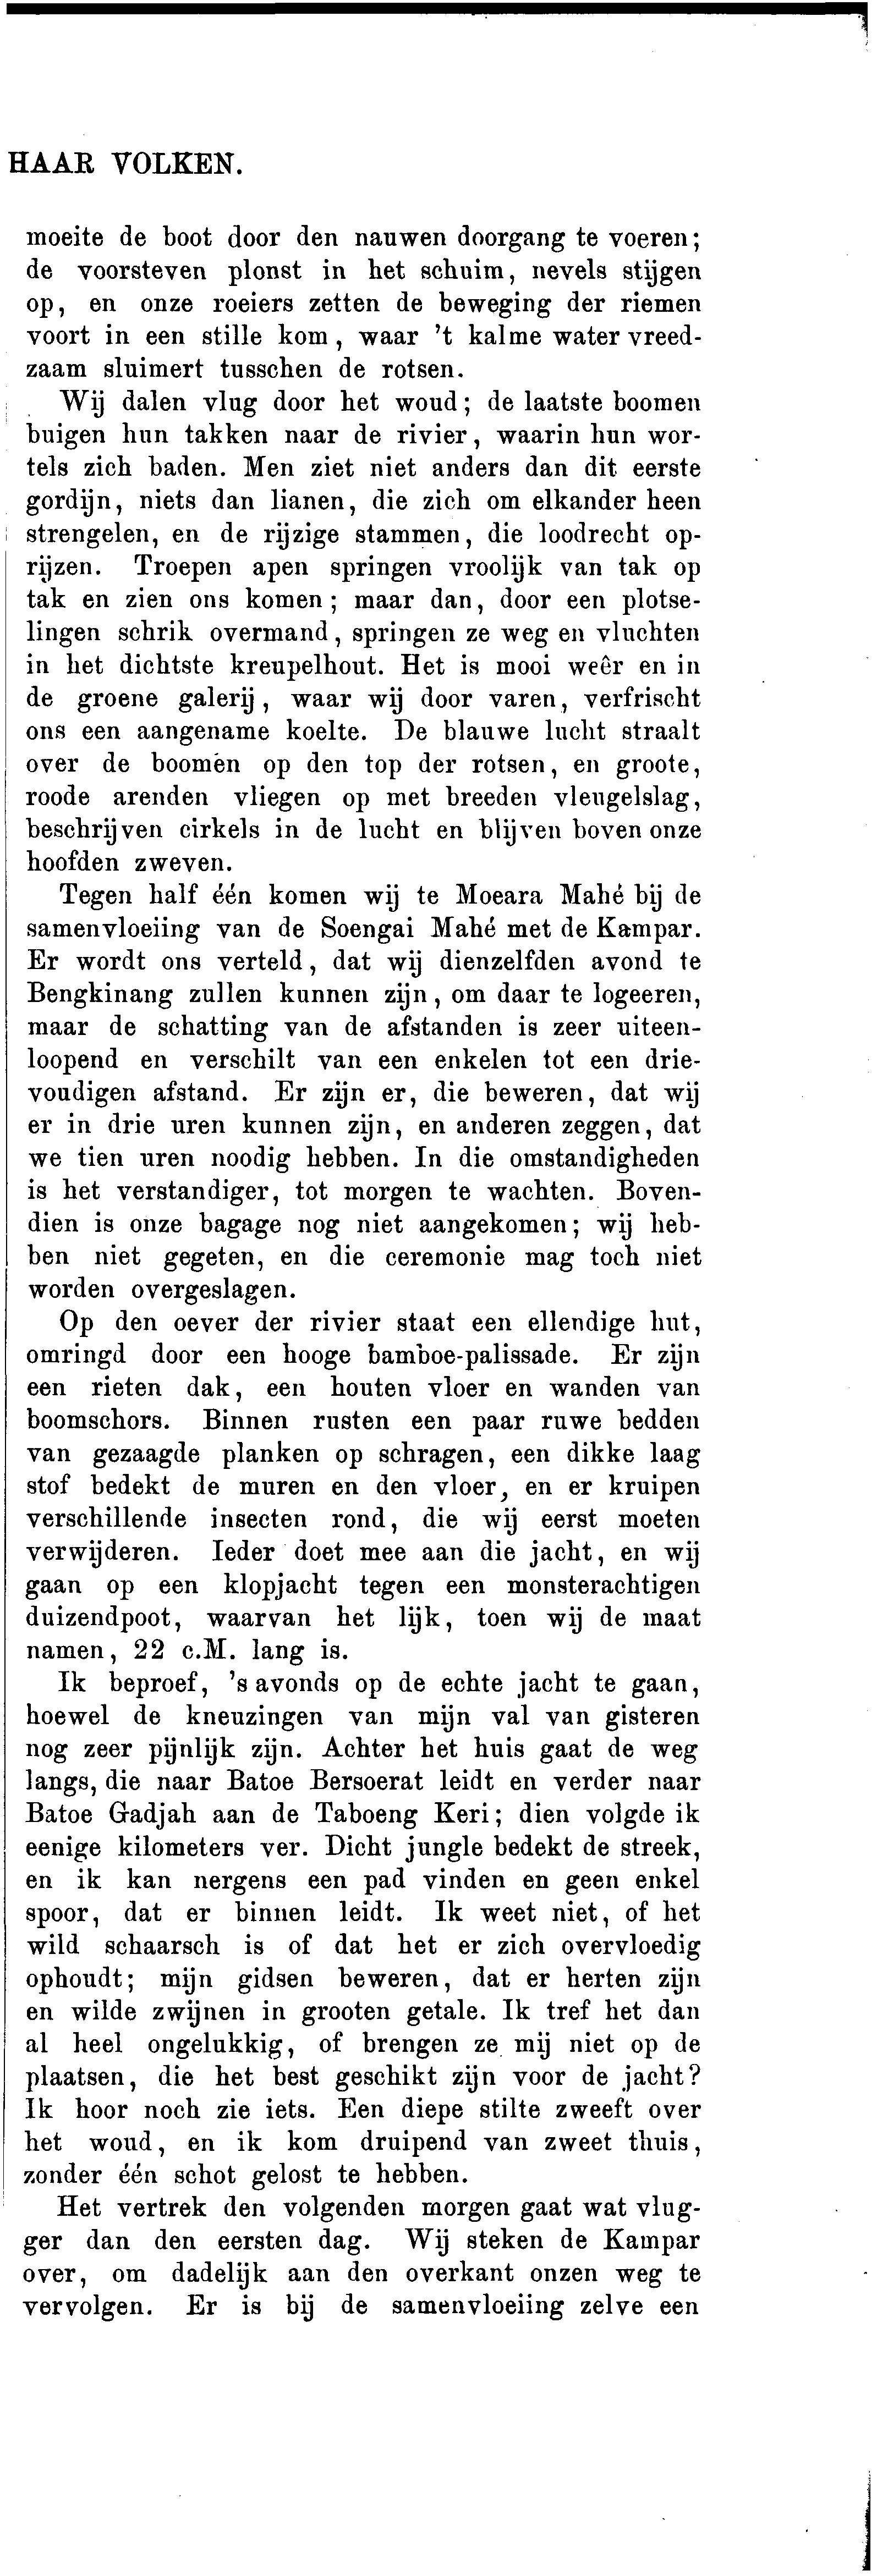 HAAR VOLKEN.
moeite de boot door den nauwen doorgang te voeren;
de voorsteven plonst in het schuim, nevels stijgen
op, en onze roeiers zetten de beweging der riemen
voort in een stille kom, waar 't kalme water vreed-
zaam sluimert tusschen de rotsen.
Wij dalen vlug door het woud; de laatste boomen
buigen hun takken naar de rivier, waarin hun wor-
tels zich baden. Men ziet niet anders dan dit eerste
gordijn, niets dan lianen, die zich om elkander heen
strengelen, en de rijzige stammen, die loodrecht op-
rijzen. Troepen apen springen vroolijk van tak op
tak en zien ons komen; maar dan, door een plotse-
lingen schrik overmand, springen ze weg en vluchten
in het dichtste kreupelhout. Het is mooi weêr en in
de groene galerij, waar wij door varen, verfrischt
ons een aangename koelte. De blauwe lucht straalt
over de boomen op den top der rotsen, en groote,
roode arenden vliegen op met breeden vleugelslag,
beschrijven cirkels in de lucht en blijven boven onze
hoofden zweven.
Tegen half één komen wij te Moeara Mahé bij de
samenvloeiing van de Soengai Mahé met de Kampar.
Er wordt ons verteld, dat wij dienzelfden avond te
Bengkinang zullen kunnen zijn, om daar te logeeren,
maar de schatting van de afstanden is zeer uiteen-
loopend en verschilt van een enkelen tot een drie-
voudigen afstand. Er zijn er, die beweren, dat wij
er in drie uren kunnen zijn, en anderen zeggen, dat
we tien uren noodig hebben. In die omstandigheden
is het verstandiger, tot morgen te wachten. Boven-
dien is onze bagage nog niet aangekomen; wij heb-
ben niet gegeten, en die ceremonie mag toch niet
worden overgeslagen.
Op den oever der rivier staat een ellendige hut,
omringd door een hooge bamboe-palissade. Er zijn
een rieten dak, een houten vloer en wanden van
boomschors. Binnen rusten een paar ruwe bedden
van gezaagde planken op schragen, een dikke laag
stof bedekt de muren en den vloer, en er kruipen
verschillende insecten rond, die wij eerst moeten
verwijderen. Ieder doet mee aan die jacht, en wij
gaan op een klopjacht tegen een monsterachtigen
duizendpoot, waarvan het lijk, toen wij de maat
namen, 22 c.M. lang is.
Ik beproef, 's avonds op de echte jacht te gaan,
hoewel de kneuzingen van mijn val van gisteren
nog zeer pijnlijk zijn. Achter het huis gaat de weg
langs, die naar Batoe Bersoerat leidt en verder naar
Batoe Gadjah aan de Taboeng Keri; dien volgde ik
eenige kilometers ver. Dicht jungle bedekt de streek,
en ik kan nergens een pad vinden en geen enkel
spoor, dat er binnen leidt. Ik weet niet, of het
wild schaarsch is of dat het er zich overvloedig
ophoudt; mijn gidsen beweren, dat er herten zijn
en wilde zwijnen in grooten getale. Ik tref het dan
al heel ongelukkig, of brengen ze mij niet op de
plaatsen, die het best geschikt zijn voor de jacht?
Ik hoor noch zie iets. Een diepe stilte zweeft over
het woud, en ik kom druipend van zweet thuis,
zonder één schot gelost te hebben.
Het vertrek den volgenden morgen gaat wat vlug-
ger dan den eersten dag. Wij steken de Kampar
over, om dadelijk aan den overkant onzen weg te
vervolgen. Er is bij de samenvloeiing zelve een